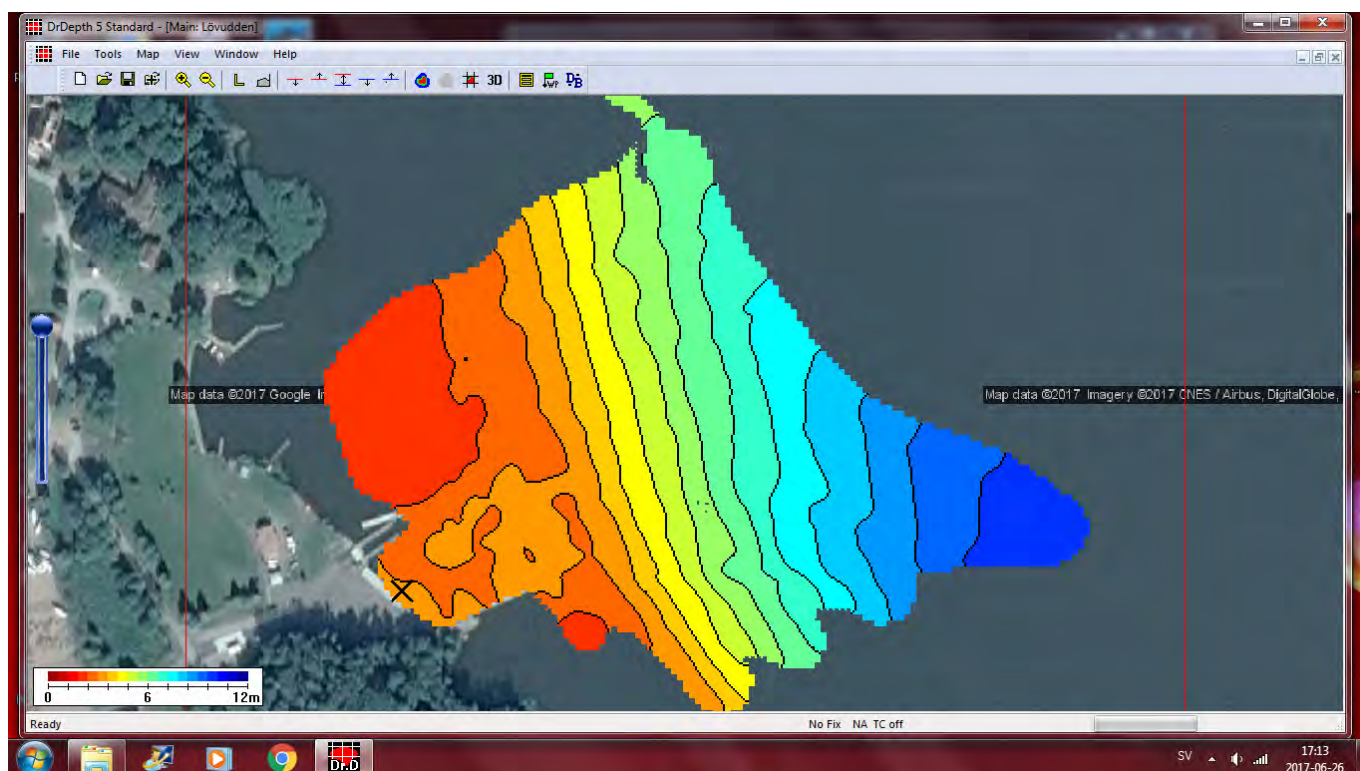 DrDepth 5 Standard - [Main: Lövudden]
File Tools Map View Window Help
3D
Map data ©2017 Google
Map data ©2017 Imagery ©2017 CNES / Airbus, DigitalGlobe,
0 6 12m
Ready No Fix NA TC off
Dr.D
SV 17:13
2017-06-26